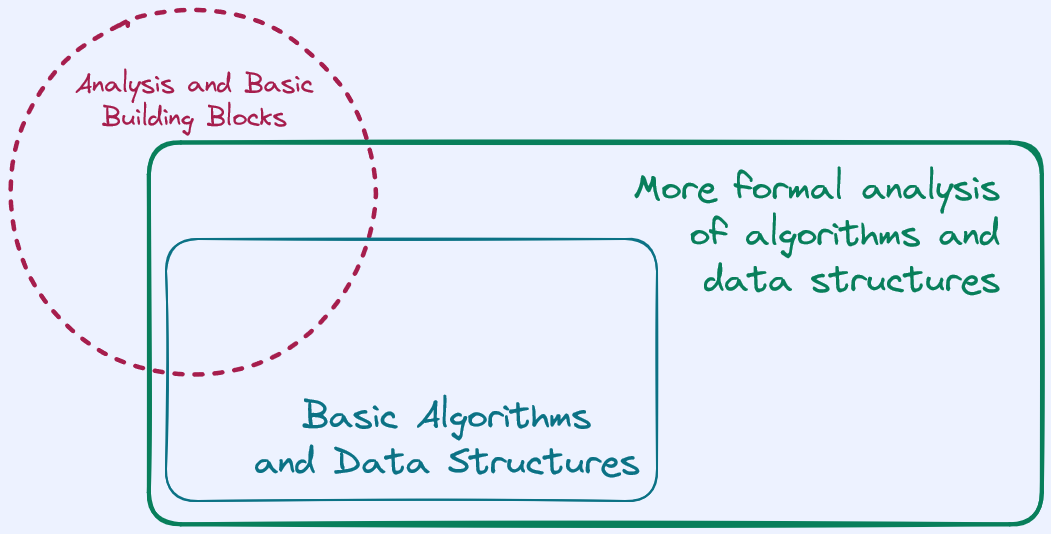 Analysis and Basic
Building Blocks
More formal analysis
of algorithms and
data structures
Basic Algorithms
and Data Structures